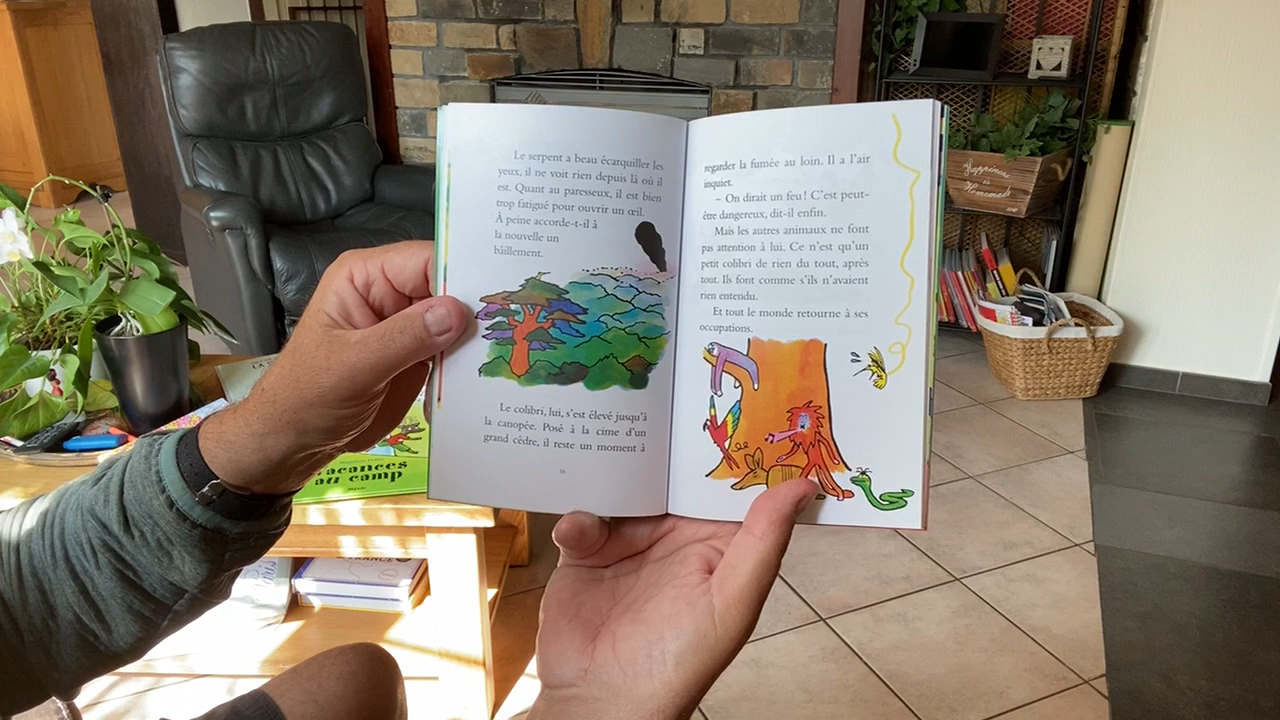 Le serpent a beau écarquiller les
yeux, il ne voit rien depuis là où il
est. Quant au paresseux, il est bien
trop fatigué pour ouvrir un œil.
À peine accorde-t-il à
la nouvelle un
bâillement.
Le colibri, lui, s'est élevé jusqu'à
la canopée. Posé à la cime d'un
grand cèdre, il reste un moment à
16
regarder la fumée au loin. Il a l'air
inquiet.
– On dirait un feu ! C'est peut-
être dangereux, dit-il enfin.
Mais les autres animaux ne font
pas attention à lui. Ce n'est qu'un
petit colibri de rien du tout, après
tout. Ils font comme s'ils n'avaient
rien entendu.
Et tout le monde retourne à ses
occupations.
vacances
au camp
Happiness
is
Homemade